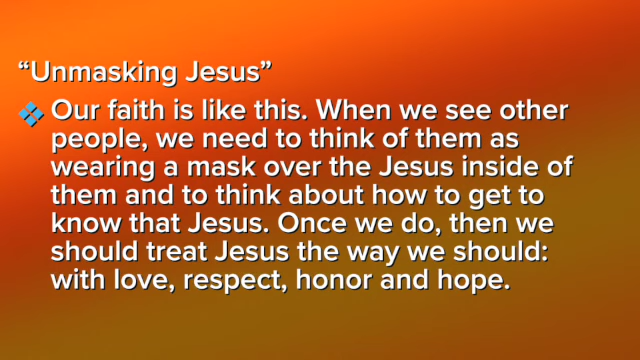 “Unmasking Jesus”
Our faith is like this. When we see other
people, we need to think of them as
wearing a mask over the Jesus inside of
them and to think about how to get to
know that Jesus. Once we do, then we
should treat Jesus the way we should:
with love, respect, honor and hope.